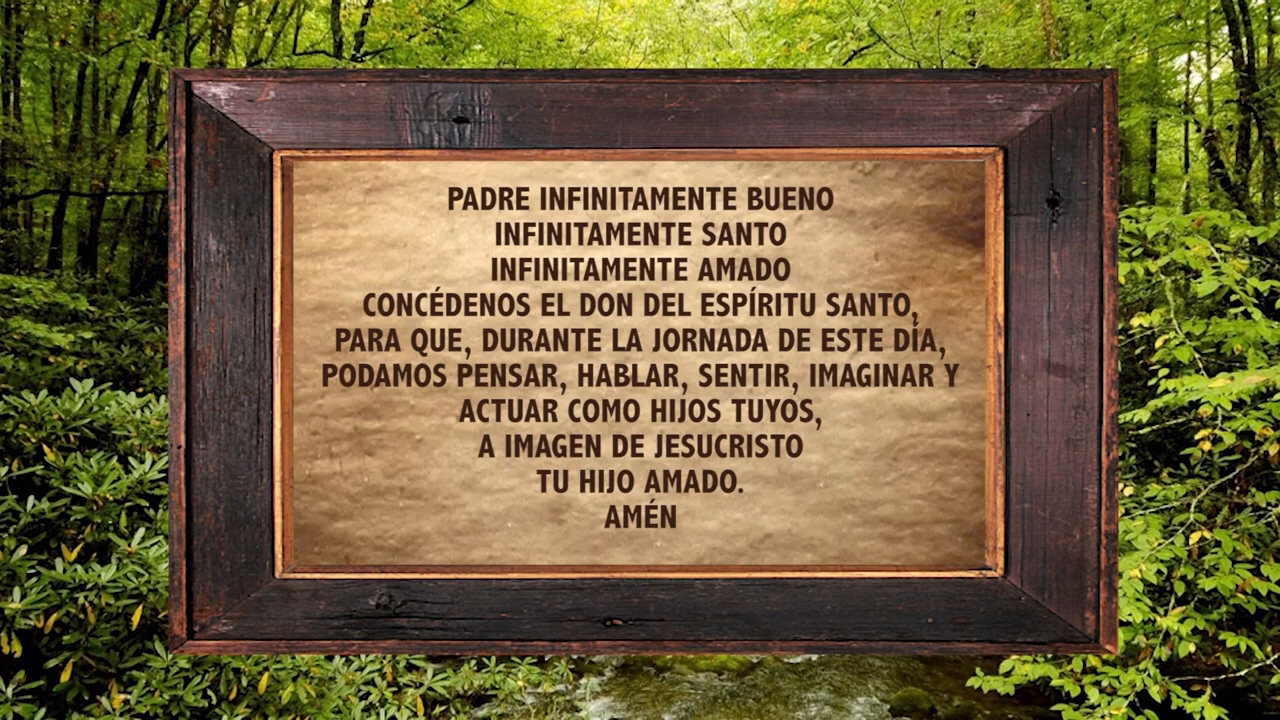 PADRE INFINITAMENTE BUENO
INFINITAMENTE SANTO
INFINITAMENTE AMADO
CONCÉDENOS EL DON DEL ESPÍRITU SANTO,
PARA QUE, DURANTE LA JORNADA DE ESTE DÍA,
PODAMOS PENSAR, HABLAR, SENTIR, IMAGINAR Y
ACTUAR COMO HIJOS TUYOS,
A IMAGEN DE JESUCRISTO
TU HIJO AMADO.
AMÉN